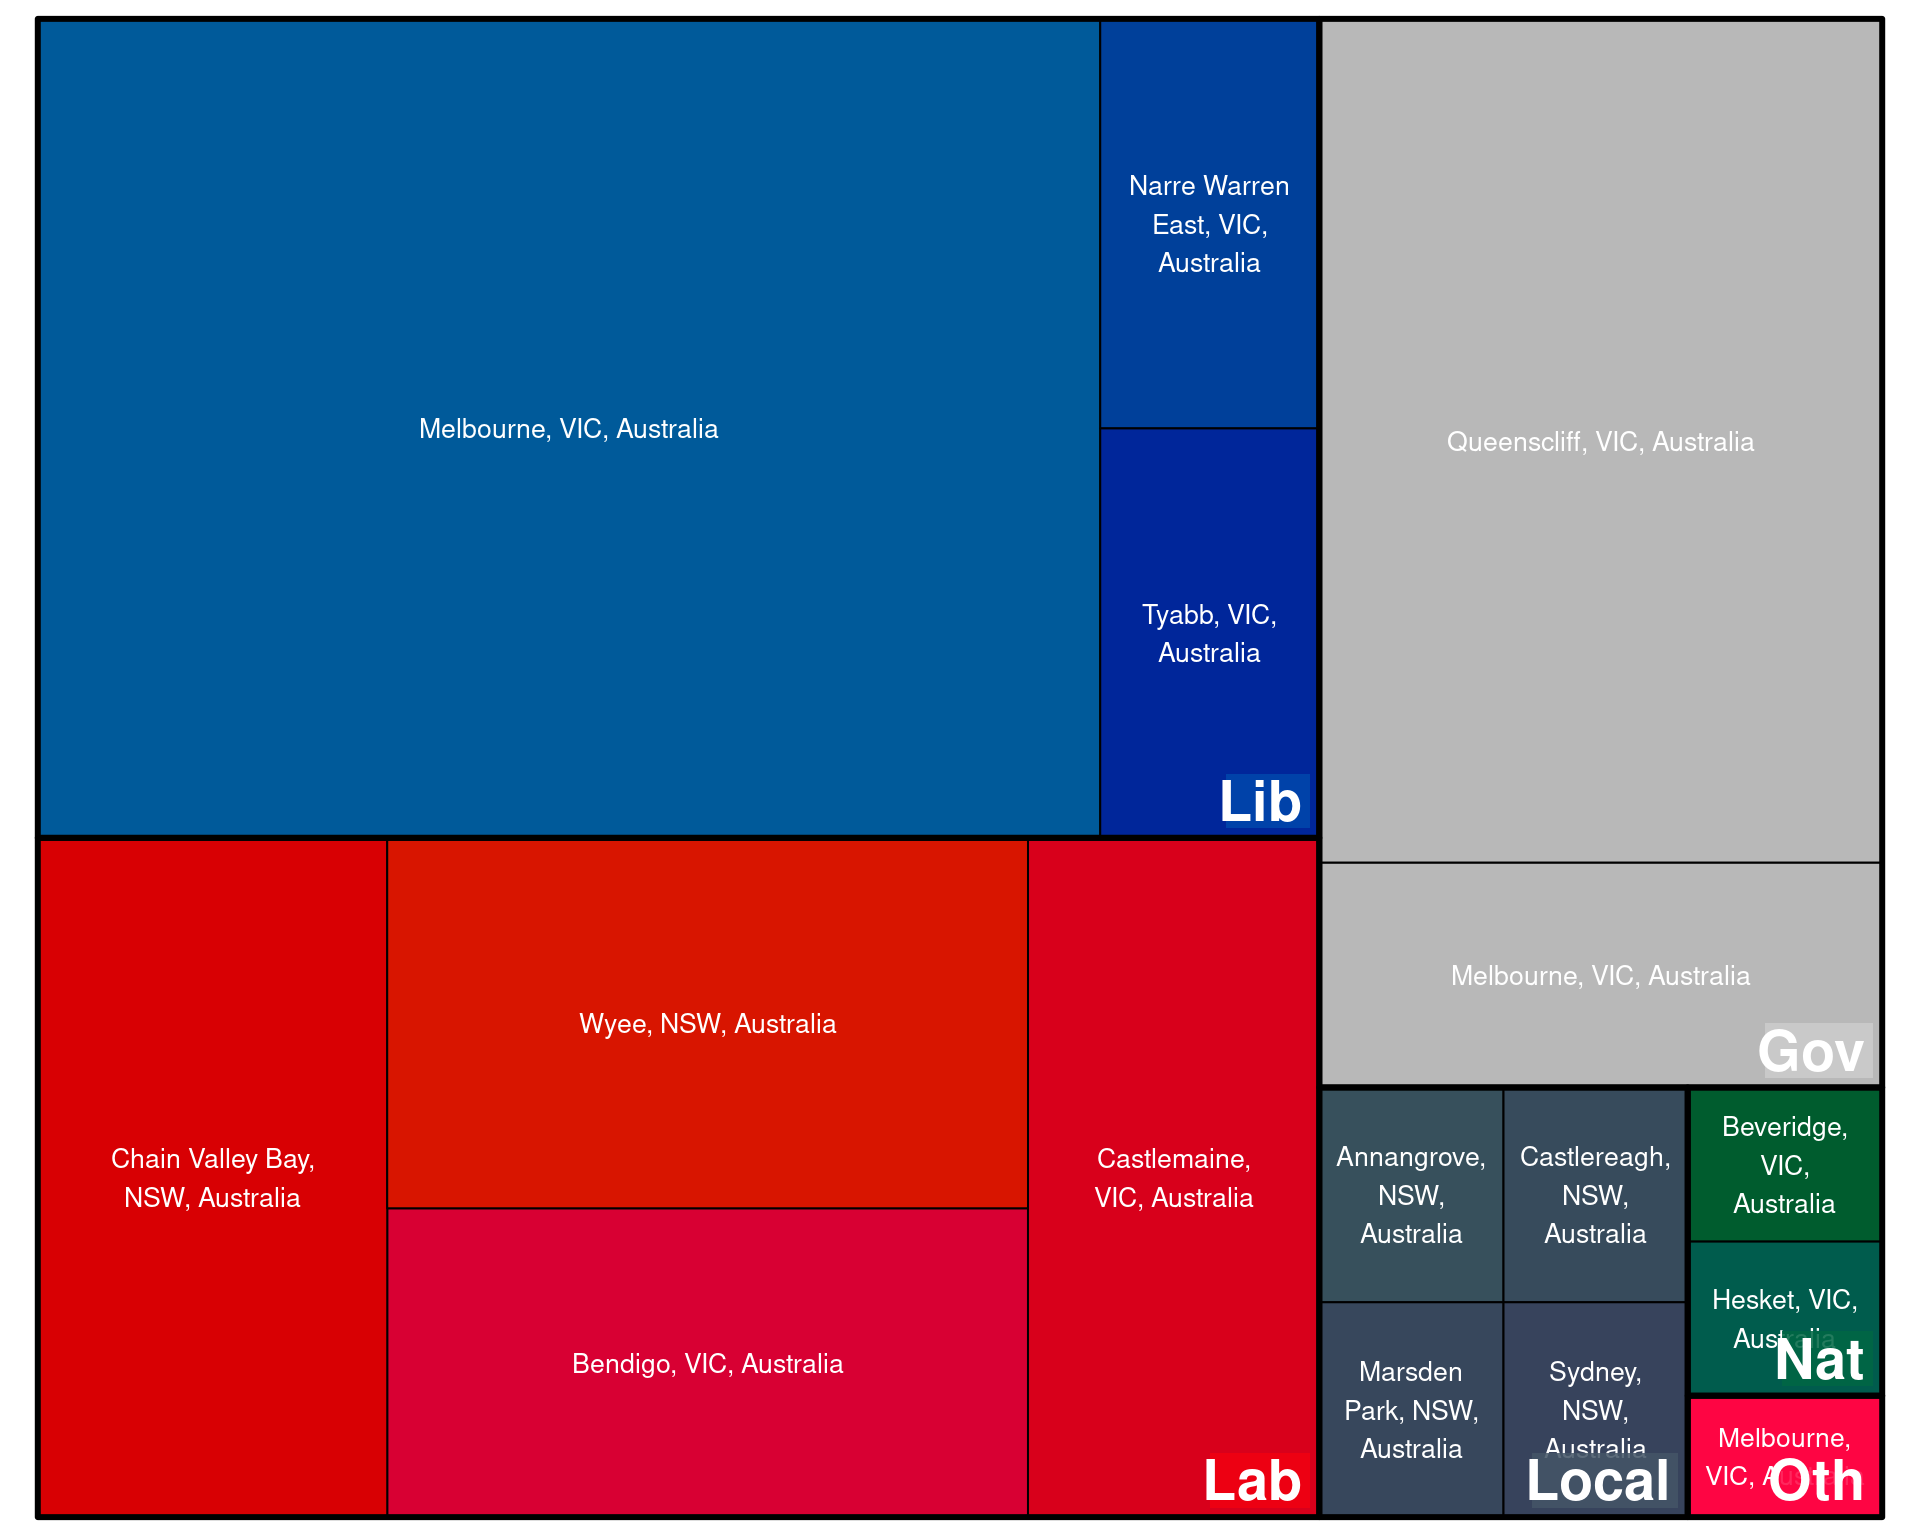 Melbourne, VIC, Australia
Narre Warren
East, VIC,
Australia
Tyabb, VIC,
Australia
Lib
Queenscliff, VIC, Australia
Melbourne, VIC, Australia
Gov
Chain Valley Bay,
NSW, Australia
Wyee, NSW, Australia
Bendigo, VIC, Australia
Castlemaine,
VIC, Australia
Lab
Annangrove,
NSW,
Australia
Castlereagh,
NSW,
Australia
Marsden
Park, NSW,
Australia
Sydney,
NSW,
Australia
Local
Beveridge,
VIC,
Australia
Hesket, VIC,
Australia
Nat
Melbourne,
VIC,
Oth